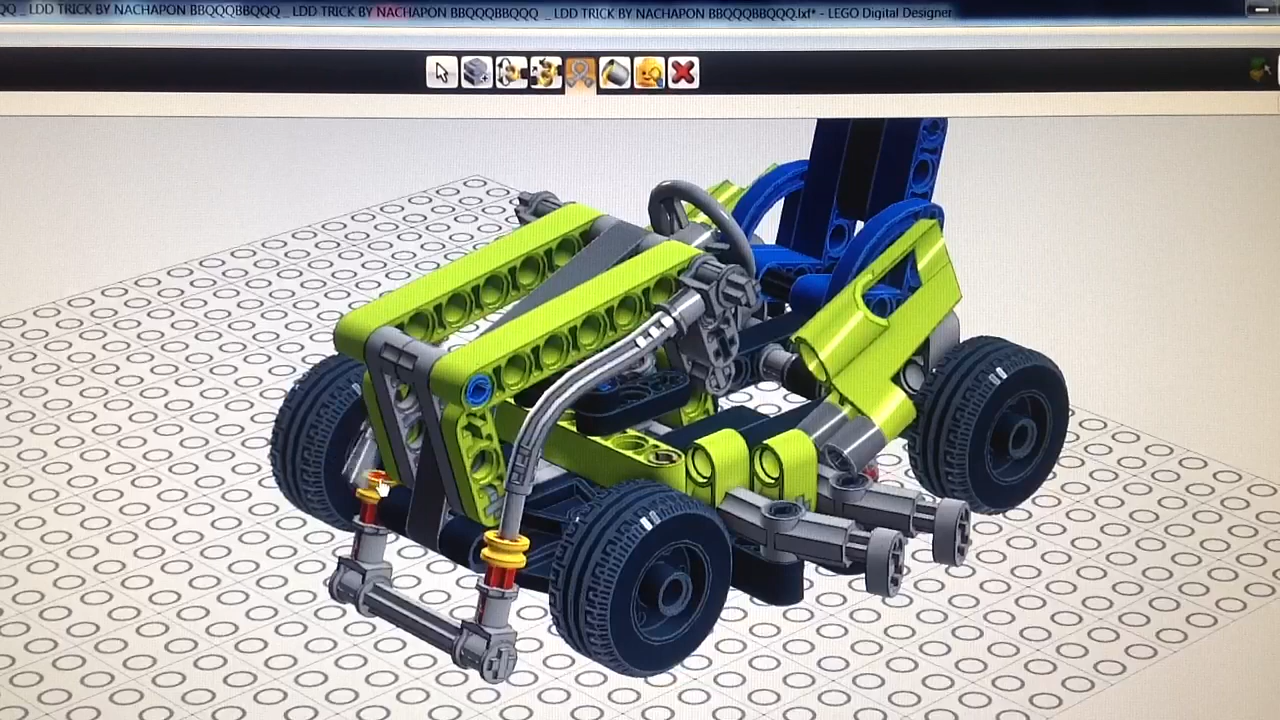 QQ _ LDD TRICK BY NACHAPON BBQQQBBQQQ _ LDD TRICK BY NACHAPON BBQQQBBQQQ _ LDD TRICK BY NACHAPON BBQQQBBQQQ.lxf* - LEGO Digital Designer